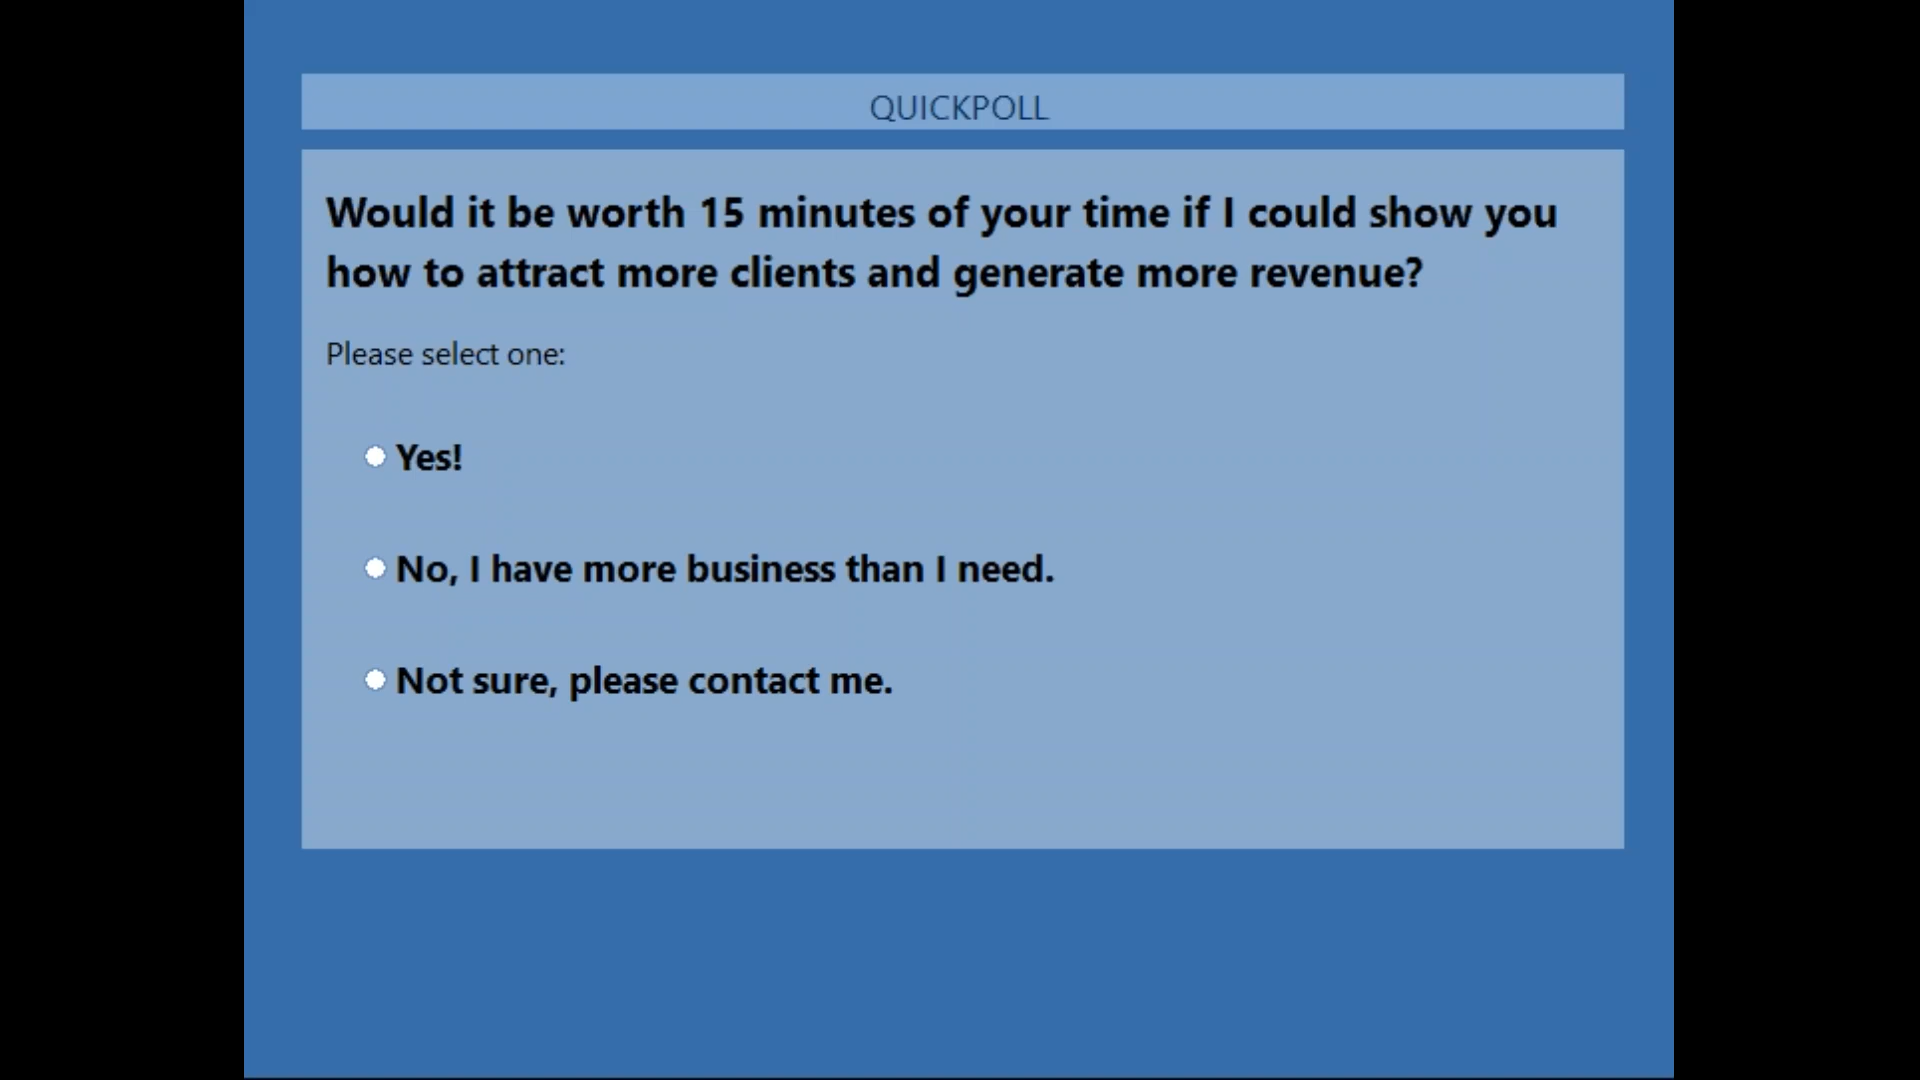 QUICKPOLL
Would it be worth 15 minutes of your time if I could show you
how to attract more clients and generate more revenue?
Please select one:
Yes!
No, I have more business than I need.
Not sure, please contact me.